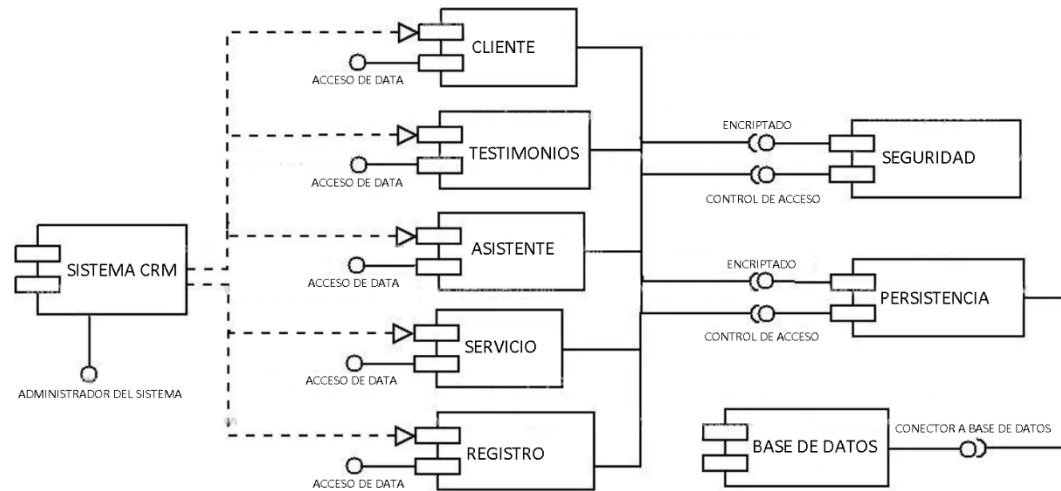 CLIENTE
ACCESO DE DATA
ENCRIPTADO
TESTIMONIOS
SEGURIDAD
ACCESO DE DATA
CONTROL DE ACCESO
SISTEMA CRM
ASISTENTE
ENCRIPTADO
ACCESO DE DATA
PERSISTENCIA
CONTROL DE ACCESO
SERVICIO
ACCESO DE DATA
ADMINISTRADOR DEL SISTEMA
BASE DE DATOS
CONECTOR A BASE DE DATOS
REGISTRO
ACCESO DE DATA